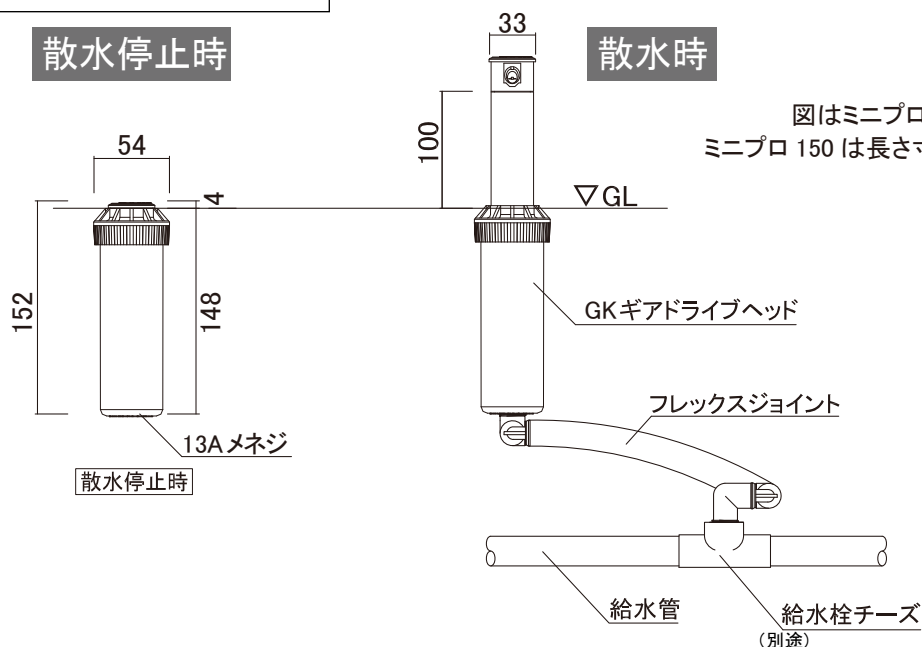 散水停止時
33
散水時
図はミニプロ
ミニプロ 150 は長さ
100
54
4
▽GL
152
148
GKギアドライブヘッド
フレックスジョイント
13Aメネジ
散水停止時
給水管
給水栓チーズ
(別途)